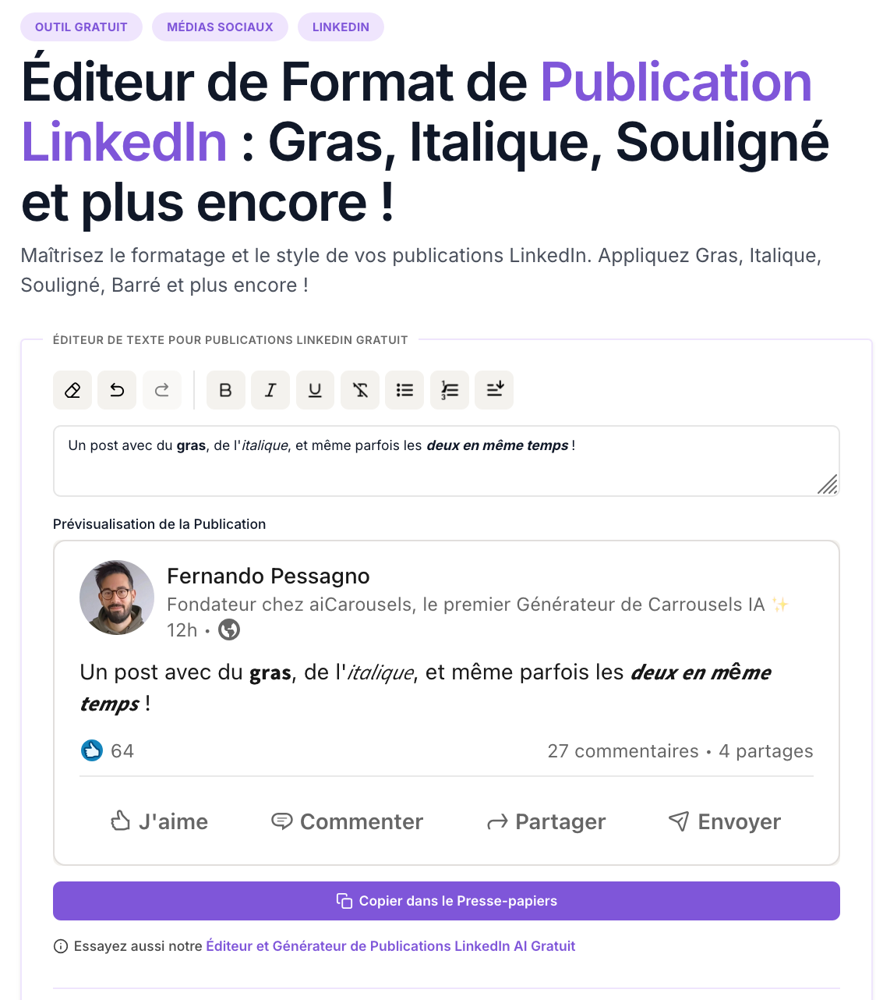 OUTIL GRATUIT MÉDIAS SOCIAUX LINKEDIN
Éditeur de Format de Publication
LinkedIn : Gras, Italique, Souligné
et plus encore !
Maîtrisez le formatage et le style de vos publications LinkedIn. Appliquez Gras, Italique,
Souligné, Barré et plus encore !
ÉDITEUR DE TEXTE POUR PUBLICATIONS LINKEDIN GRATUIT
B I U T
Un post avec du gras, de l'italique, et même parfois les deux en même temps !
Prévisualisation de la Publication
Fernando Pessagno
Fondateur chez aiCarousels, le premier Générateur de Carrousels IA ✨
12h •
Un post avec du gras, de l'italique, et même parfois les deux en même
temps !
64 27 commentaires • 4 partages
J'aime Commenter Partager Envoyer
Copier dans le Presse-papiers
Essayez aussi notre Éditeur et Générateur de Publications LinkedIn AI Gratuit